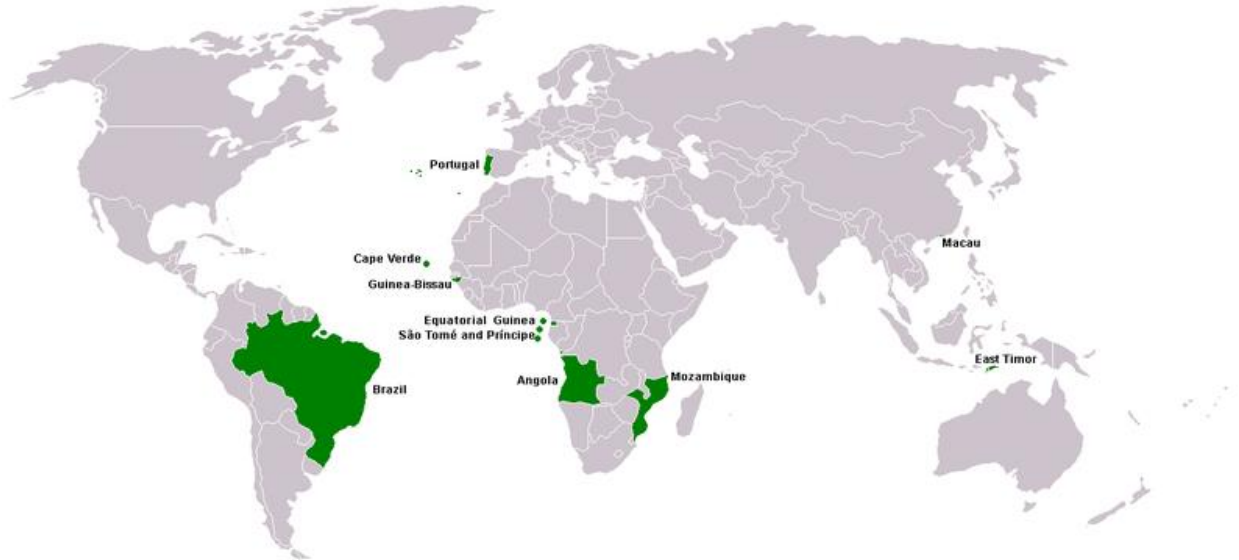 Portugal
Macau
Cape Verde
Guinea-Bissau
Equatorial Guinea
São Tomé and Príncipe
East Timor
Angola
Mozambique
Brazil